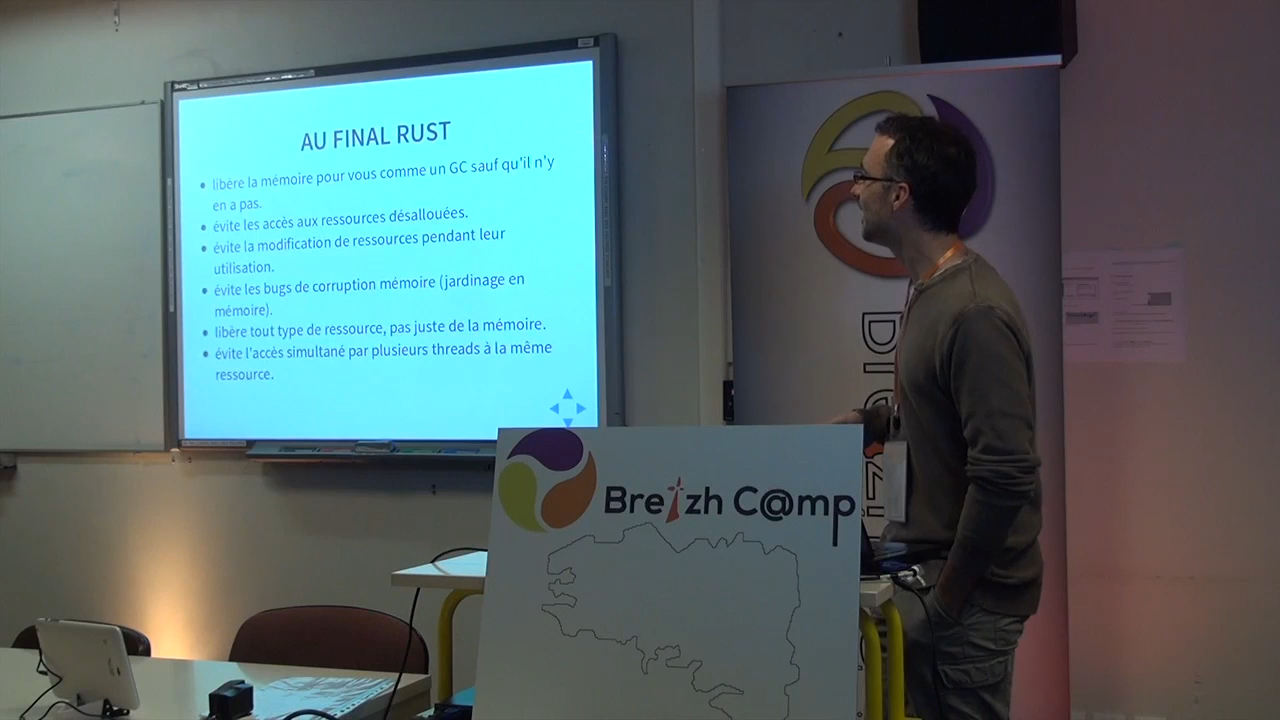 AU FINAL RUST
libère la mémoire pour vous comme un GC sauf qu'il n'y
en a pas.
évite les accès aux ressources désallouées.
évite la modification de ressources pendant leur
utilisation.
évite les bugs de corruption mémoire (jardinage en
mémoire).
libère tout type de ressource, pas juste de la mémoire.
évite l'accès simultané par plusieurs threads à la même
ressource.
Breizh C@mp